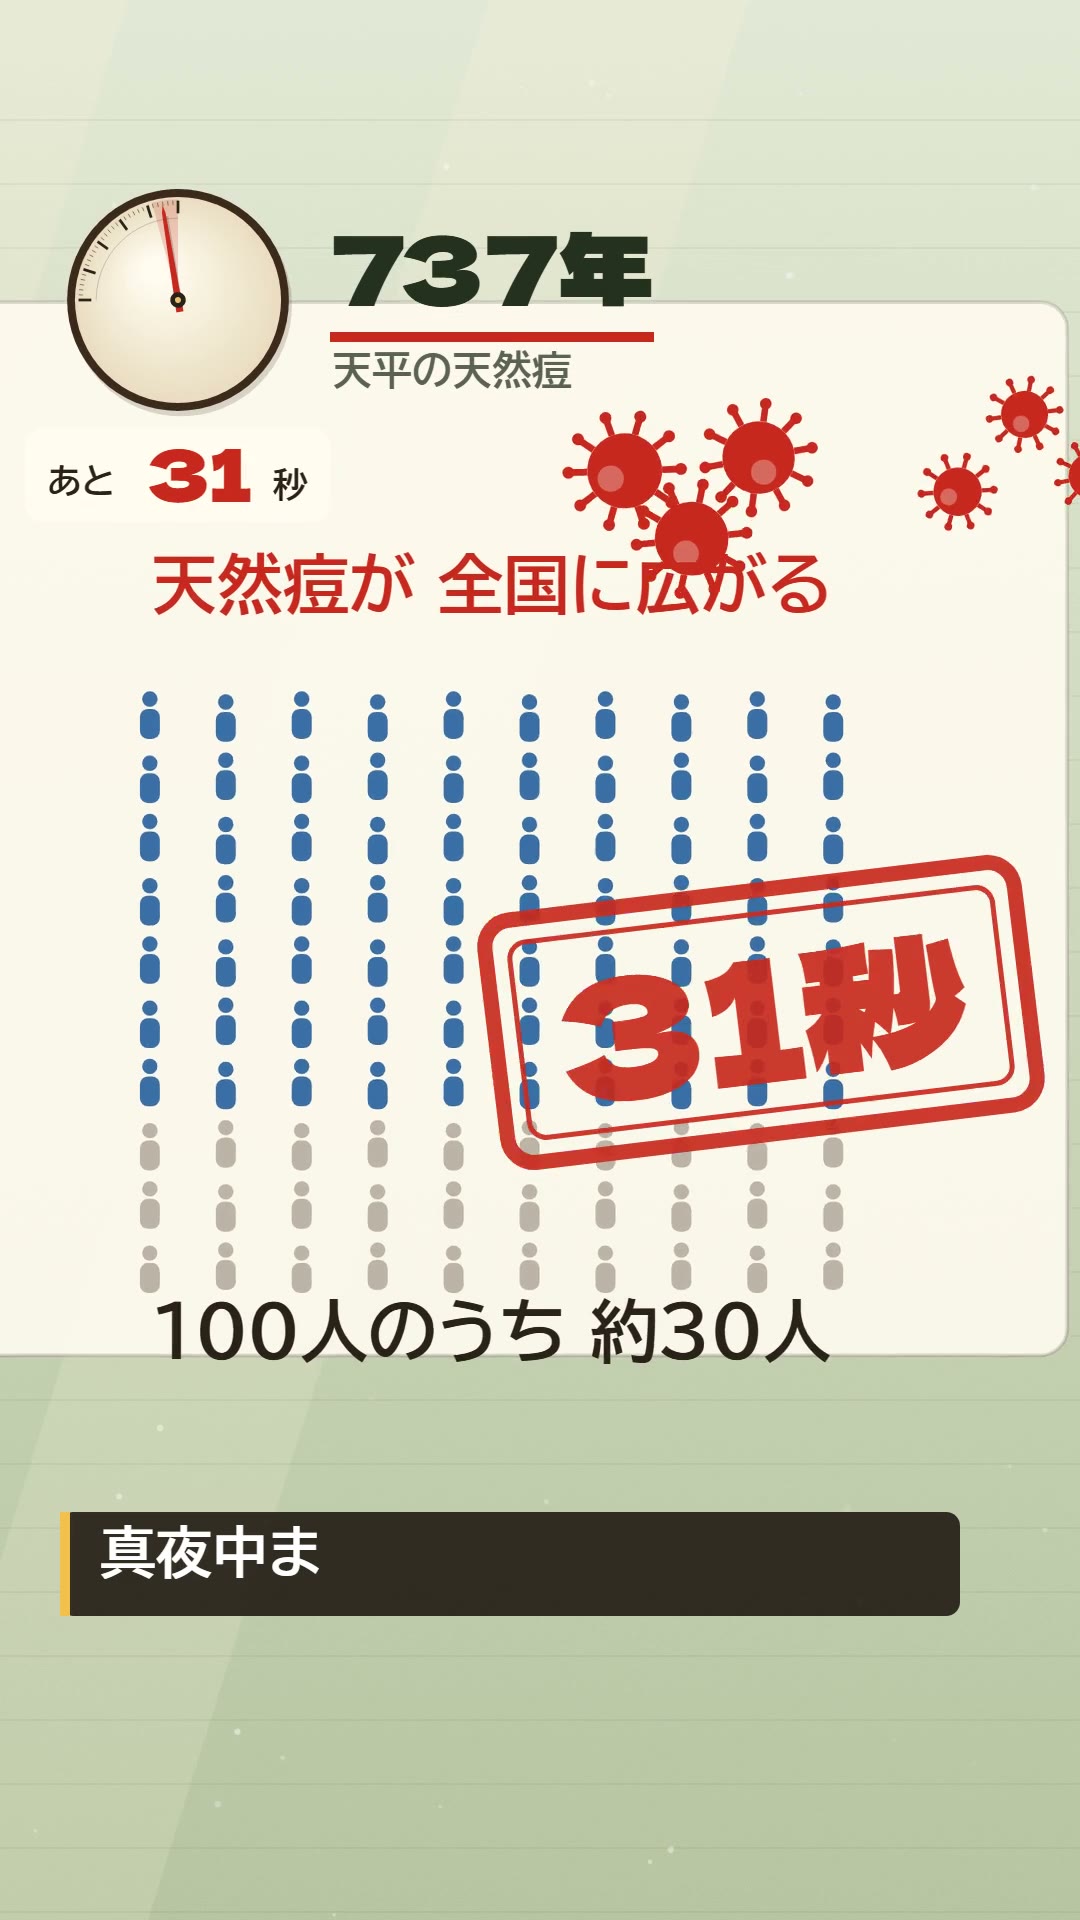 737年
天平の天然痘
あと 31 秒
天然痘が 全国に広がる
31秒
100人のうち 約30人
真夜中ま